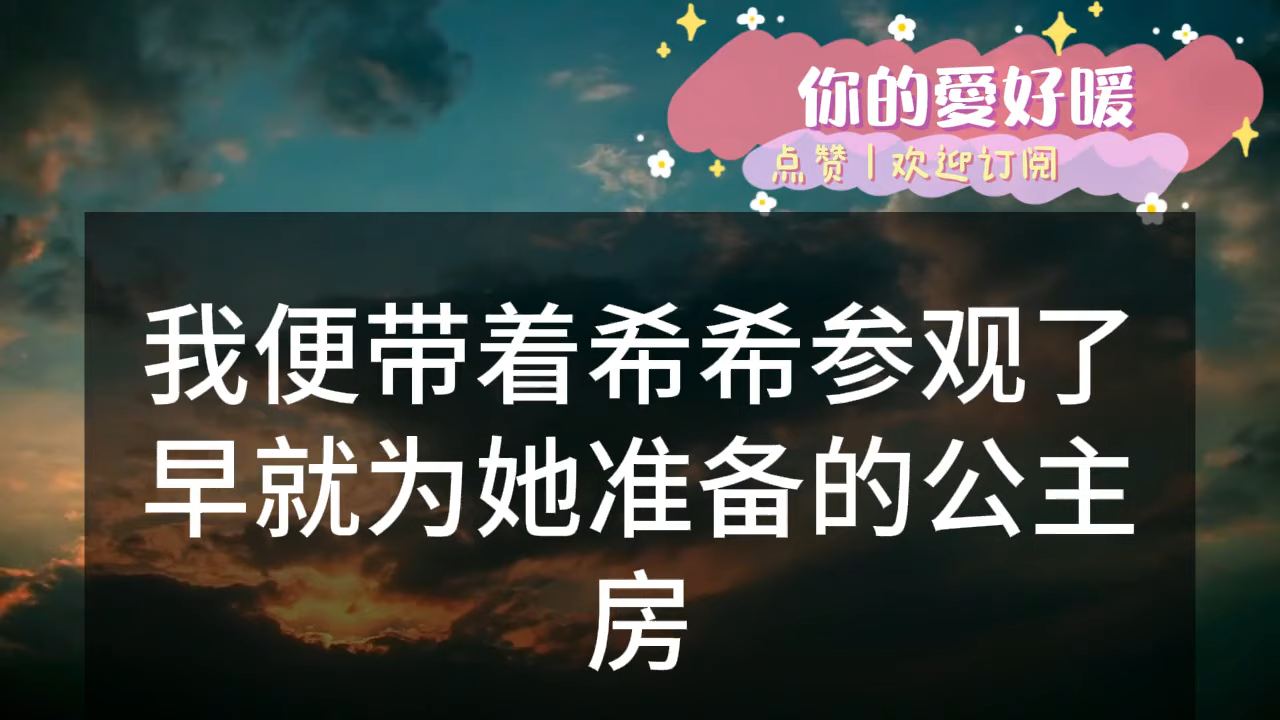 你的愛好暖
点赞 | 欢迎订阅
我便带着希希参观了
早就为她准备的公主
房